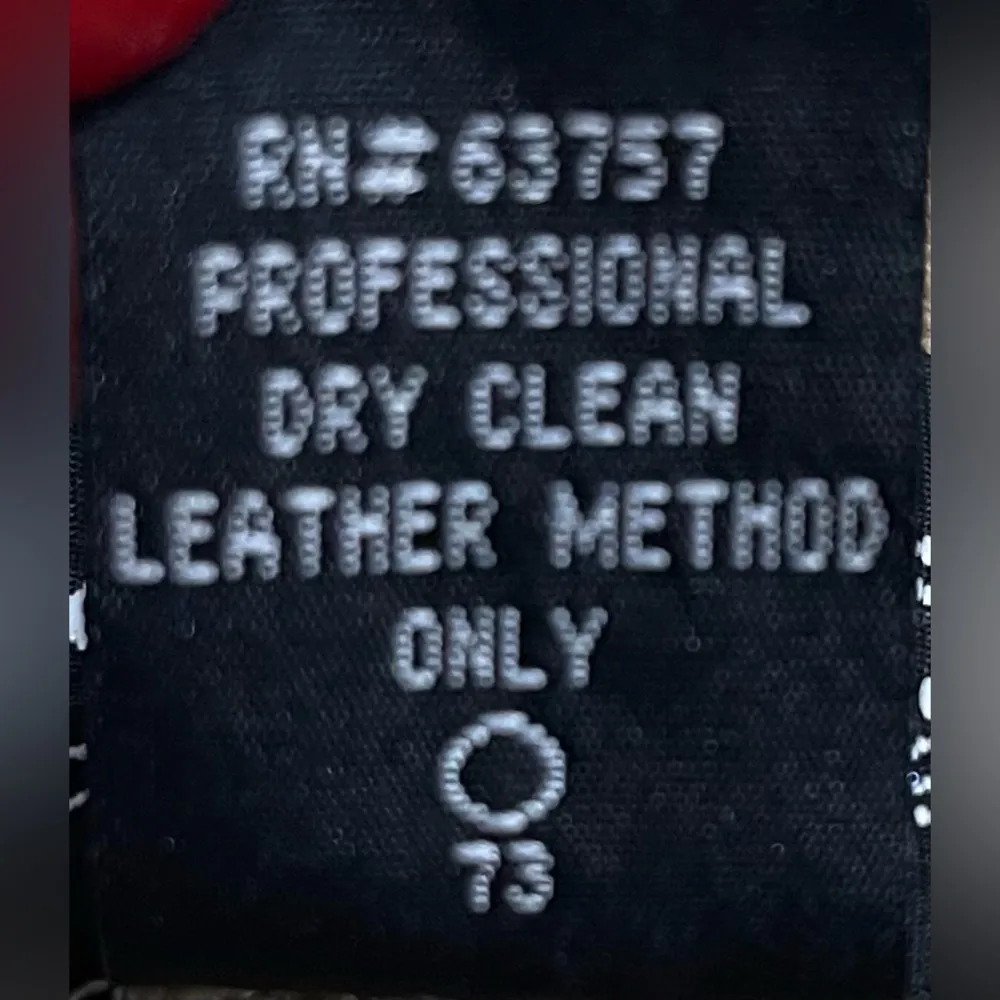 RN# 63757
PROFESSIONAL
DRY CLEAN
LEATHER METHOD
ONLY
73